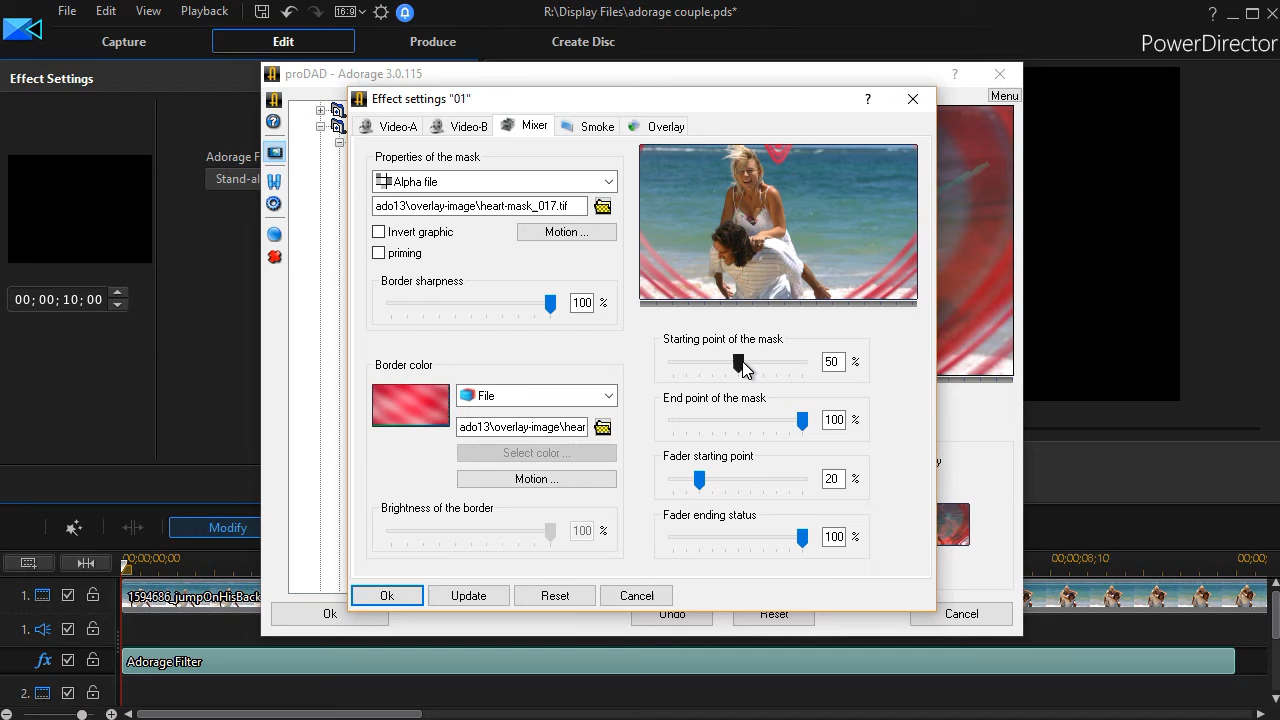 File Edit View Playback
16:9
R:\Display Files\adorage couple.pds*
?
Capture Edit Produce Create Disc
PowerDirector
Effect Settings
proDAD - Adorage 3.0.115
?
Menu
Effect settings "01"
?
Video-A Video-B Mixer Smoke Overlay
Adorage F
Stand-al
00; 00; 10; 00
Properties of the mask
Alpha file
ado13\overlay-image\heart-mask_017.tif
Invert graphic
Motion ...
priming
Border sharpness
100 %
Border color
File
ado13\overlay-image\hear
Select color ...
Motion ...
Brightness of the border
100 %
Starting point of the mask
50 %
End point of the mask
100 %
Fader starting point
20 %
Fader ending status
100 %
y
Ok Update Reset Cancel
Ok Undo Reset Cancel
Modify
00;00;00;00
00;00;08;10
00;00;
1.
1594686_jumpOnHisBack
1.
fx
Adorage Filter
2.